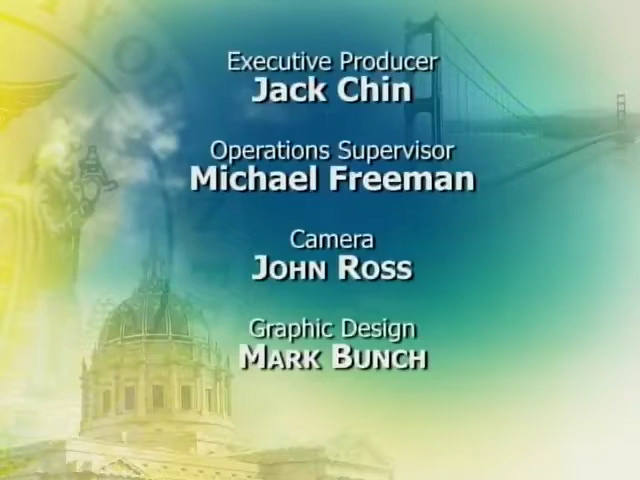 Executive Producer
Jack Chin
Operations Supervisor
Michael Freeman
Camera
John Ross
Graphic Design
Mark Bunch